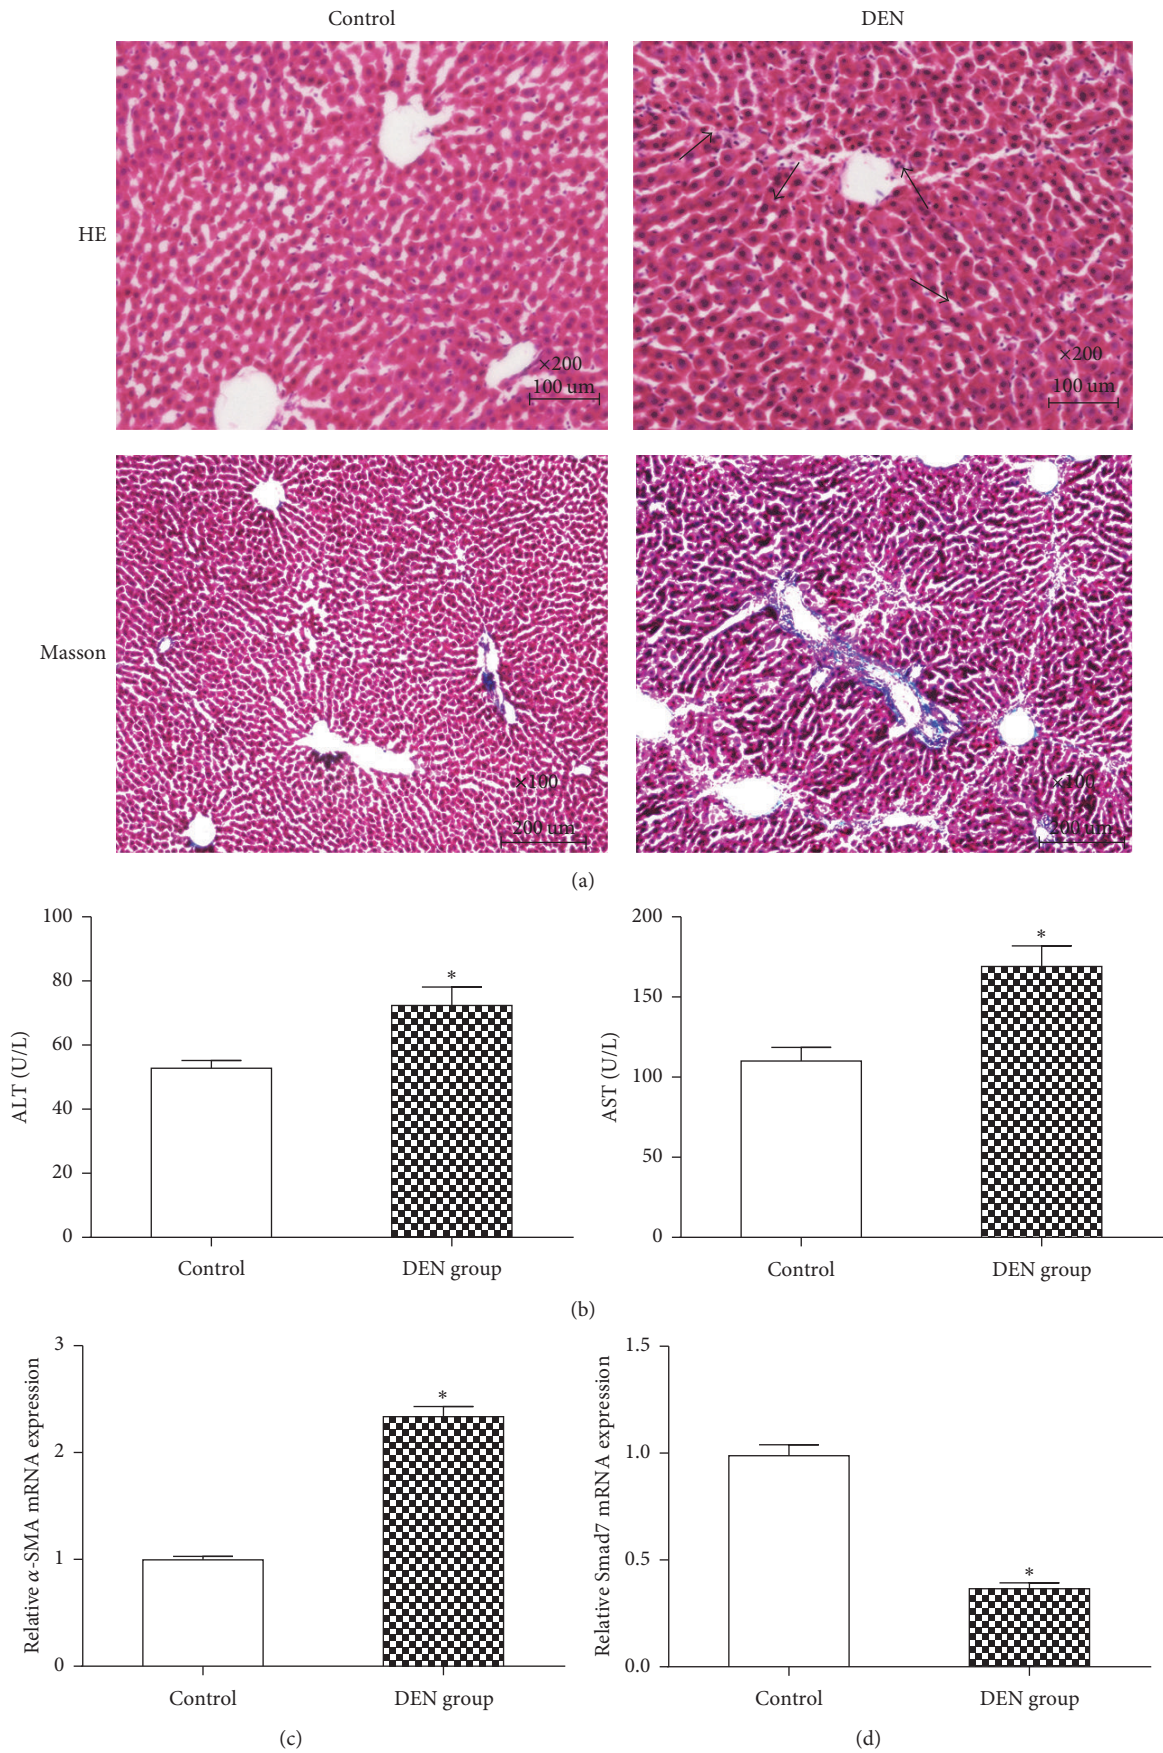 Control
DEN
HE
×200
100 um
×200
100 um
Masson
×100
200 um
×100
200 um
(a)
ALT (U/L)
100
80
60
40
20
0
*
Control
DEN group
AST (U/L)
200
150
100
50
0
*
Control
DEN group
(b)
Relative α-SMA mRNA expression
3
2
1
0
*
Control
DEN group
(c)
Relative Smad7 mRNA expression
1.5
1.0
0.5
0.0
*
Control
DEN group
(d)